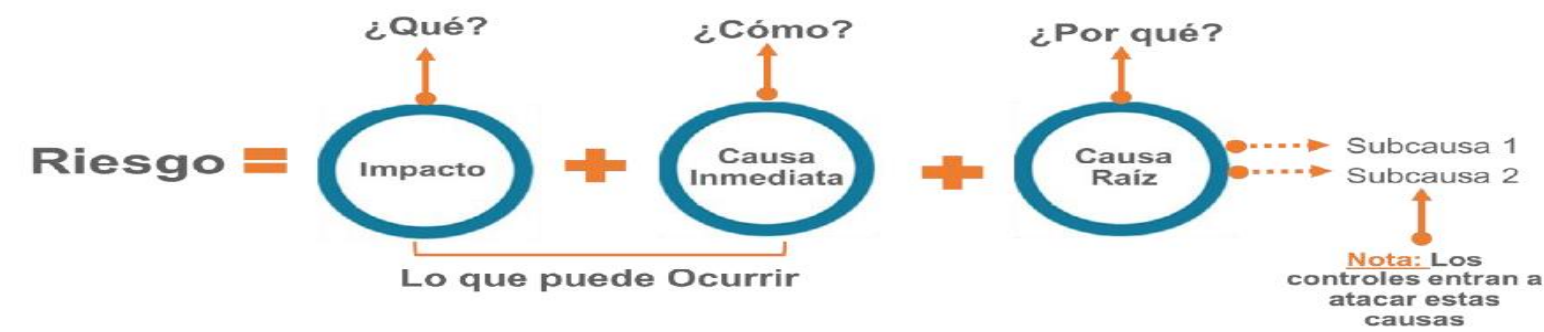 ¿Qué?
¿Cómo?
¿Por qué?
Riesgo = Impacto + Causa Inmediata + Causa Raíz
Subcausa 1
Subcausa 2
Lo que puede Ocurrir
Nota: Los
controles entran a
atacar estas
causas